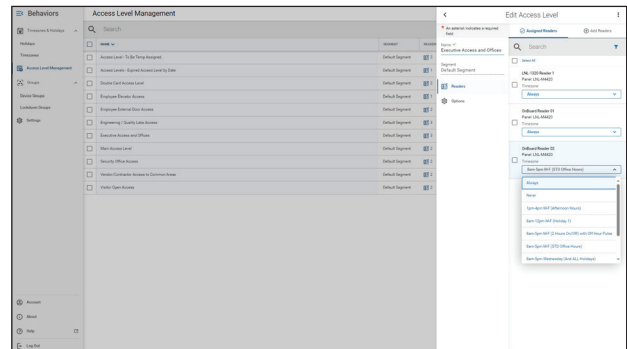 Behaviors
Timezones & Holidays
Holidays
Timezones
Access Level Management
Groups
Device Groups
Lockdown Groups
Settings
Account
About
Help
Log Out
Access Level Management
Search
NAME
SEGMENT
Access Level - To Be Temp Assigned
Default Segment
Access Levels - Expired Access Level by Date
Default Segment
Double Card Access Level
Default Segment
Employee Elevator Access
Default Segment
Employee External Door Access
Default Segment
Engineering / Quality Labs Access
Default Segment
Executive Access and Offices
Default Segment
Main Access Level
Default Segment
Security Office Access
Default Segment
Vendor/Contractor Access to Common Areas
Default Segment
Visitor Open Access
Default Segment
Edit Access Level
* An asterisk indicates a required field
Name *
Executive Access and Offices
Segment
Default Segment
Readers
Options
Assigned Readers
Add Readers
Search
Select All
LNL-1320 Reader 1
Panel: LNL-M4420
Timezone
Always
OnBoard Reader 01
Panel: LNL-M4420
Timezone
Always
OnBoard Reader 02
Panel: LNL-M4420
Timezone
8am-5pm M-F (STD Office Hours)
Always
Never
1pm-4pm M-F (Afternoon Hours)
8am-12pm M-F (Holiday 1)
8am-5pm M-F (STD Office Hours)
8am-5pm Wednesday (And ALL Holidays)